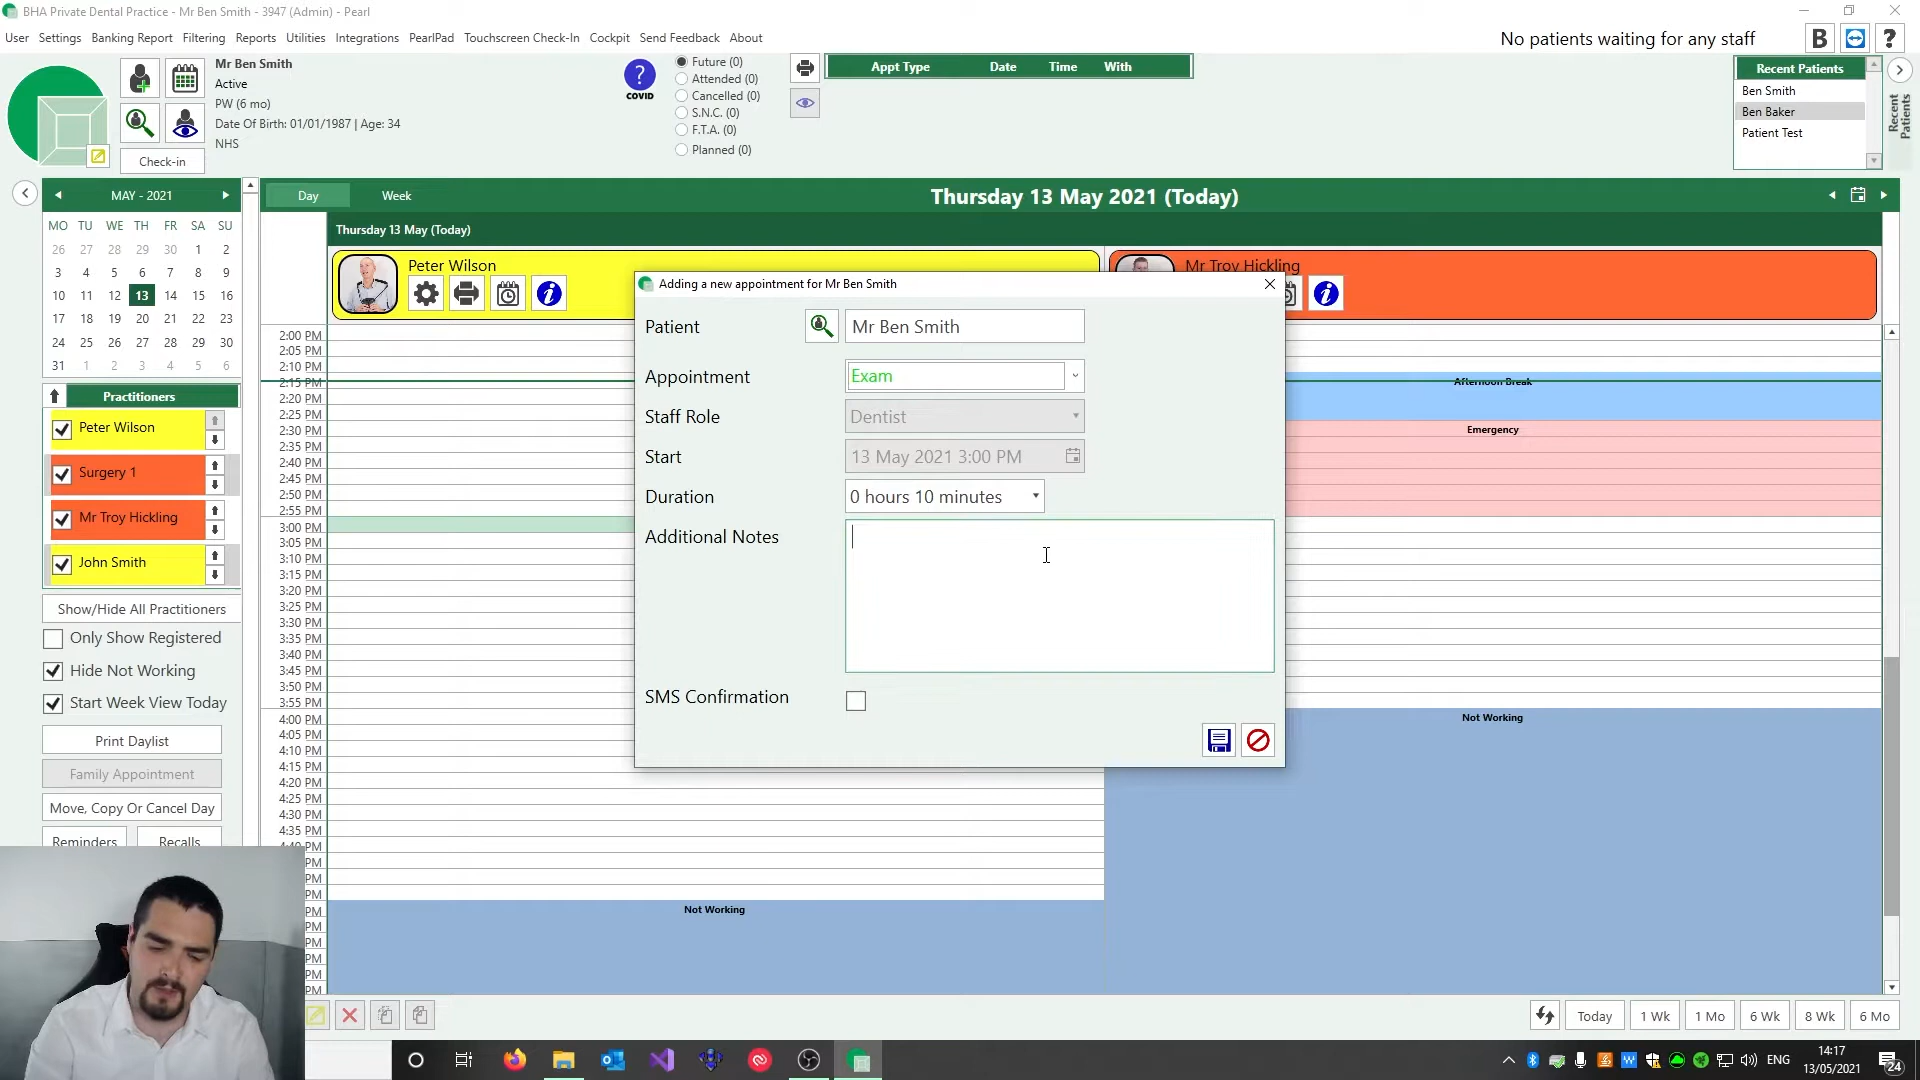 BHA Private Dental Practice - Mr Ben Smith - 3947 (Admin) - Pearl
User Settings Banking Report Filtering Reports Utilities Integrations PearlPad Touchscreen Check-In Cockpit Send Feedback About
No patients waiting for any staff
B ?
Mr Ben Smith
Active
PW (6 mo)
Date Of Birth: 01/01/1987 | Age: 34
NHS
Check-in
?
COVID
Future (0)
Attended (0)
Cancelled (0)
S.N.C. (0)
F.T.A. (0)
Planned (0)
Appt Type Date Time With
Recent Patients
Ben Smith
Ben Baker
Patient Test
Recent Patients
MAY - 2021
MO TU WE TH FR SA SU
26 27 28 29 30 1 2
3 4 5 6 7 8 9
10 11 12 13 14 15 16
17 18 19 20 21 22 23
24 25 26 27 28 29 30
31 1 2 3 4 5 6
Practitioners
Peter Wilson
Surgery 1
Mr Troy Hickling
John Smith
Show/Hide All Practitioners
Only Show Registered
Hide Not Working
Start Week View Today
Print Daylist
Family Appointment
Move, Copy Or Cancel Day
Reminders Recalls
Day Week
Thursday 13 May 2021 (Today)
Thursday 13 May (Today)
Peter Wilson
Mr Troy Hickling
2:00 PM
2:05 PM
2:10 PM
2:15 PM
2:20 PM
2:25 PM
2:30 PM
2:35 PM
2:40 PM
2:45 PM
2:50 PM
2:55 PM
3:00 PM
3:05 PM
3:10 PM
3:15 PM
3:20 PM
3:25 PM
3:30 PM
3:35 PM
3:40 PM
3:45 PM
3:50 PM
3:55 PM
4:00 PM
4:05 PM
4:10 PM
4:15 PM
4:20 PM
4:25 PM
4:30 PM
4:35 PM
4:40 PM
PM
PM
PM
PM
PM
PM
PM
PM
PM
Afternoon Break
Emergency
Not Working
Not Working
Adding a new appointment for Mr Ben Smith
Patient Mr Ben Smith
Appointment Exam
Staff Role Dentist
Start 13 May 2021 3:00 PM
Duration 0 hours 10 minutes
Additional Notes
SMS Confirmation
Today 1 Wk 1 Mo 6 Wk 8 Wk 6 Mo
ENG
14:17
13/05/2021
24